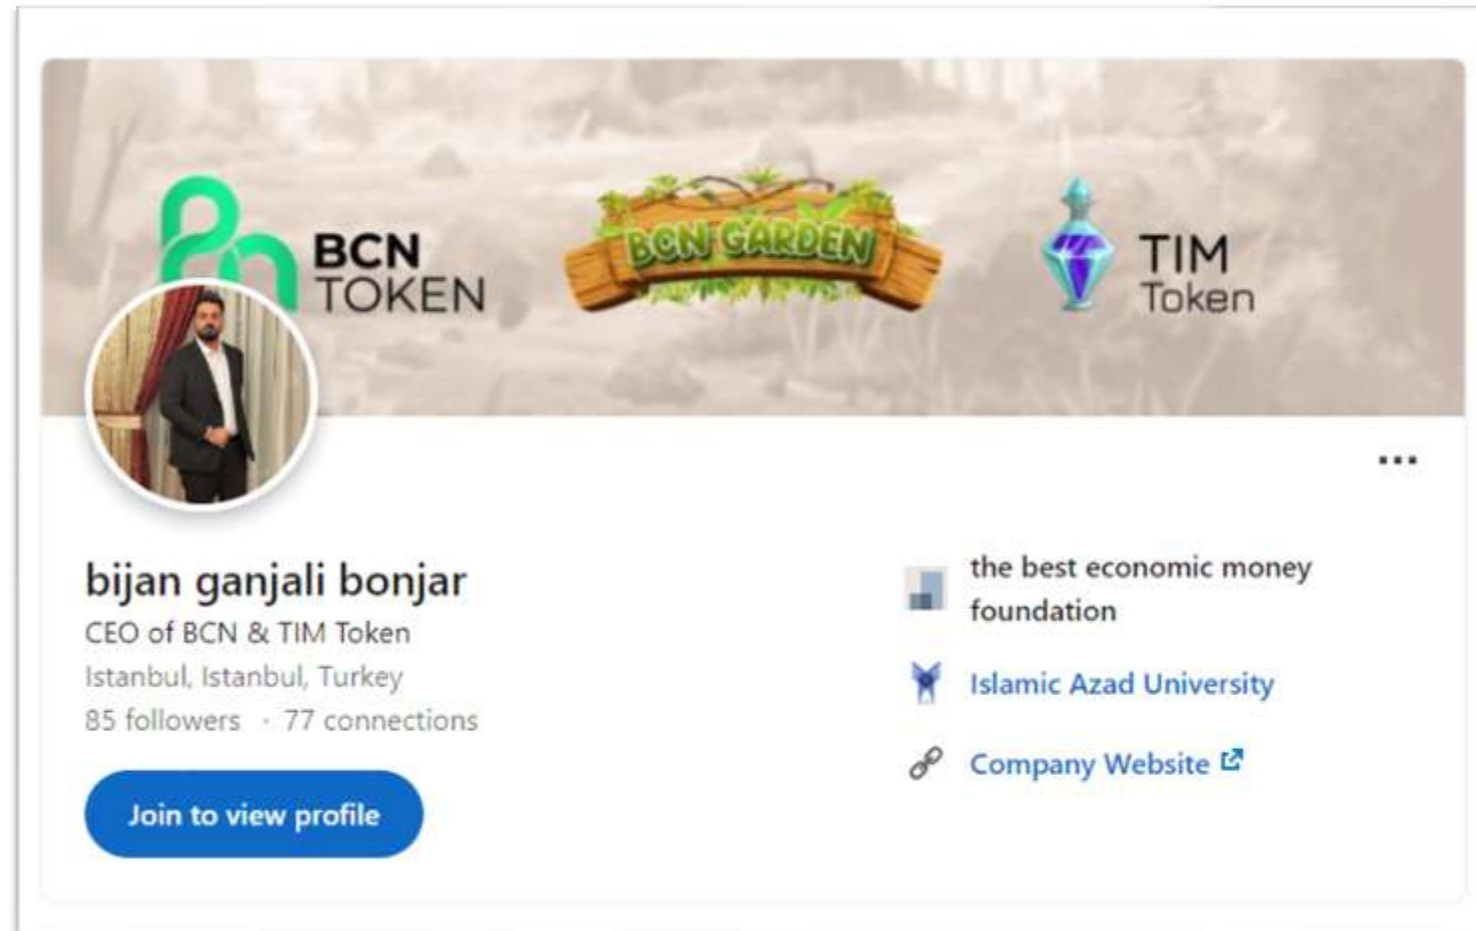 BCN
TOKEN
BCN GARDEN
TIM
Token
bijan ganjali bonjar
CEO of BCN & TIM Token
Istanbul, Istanbul, Turkey
85 followers · 77 connections
Join to view profile
the best economic money
foundation
Islamic Azad University
Company Website